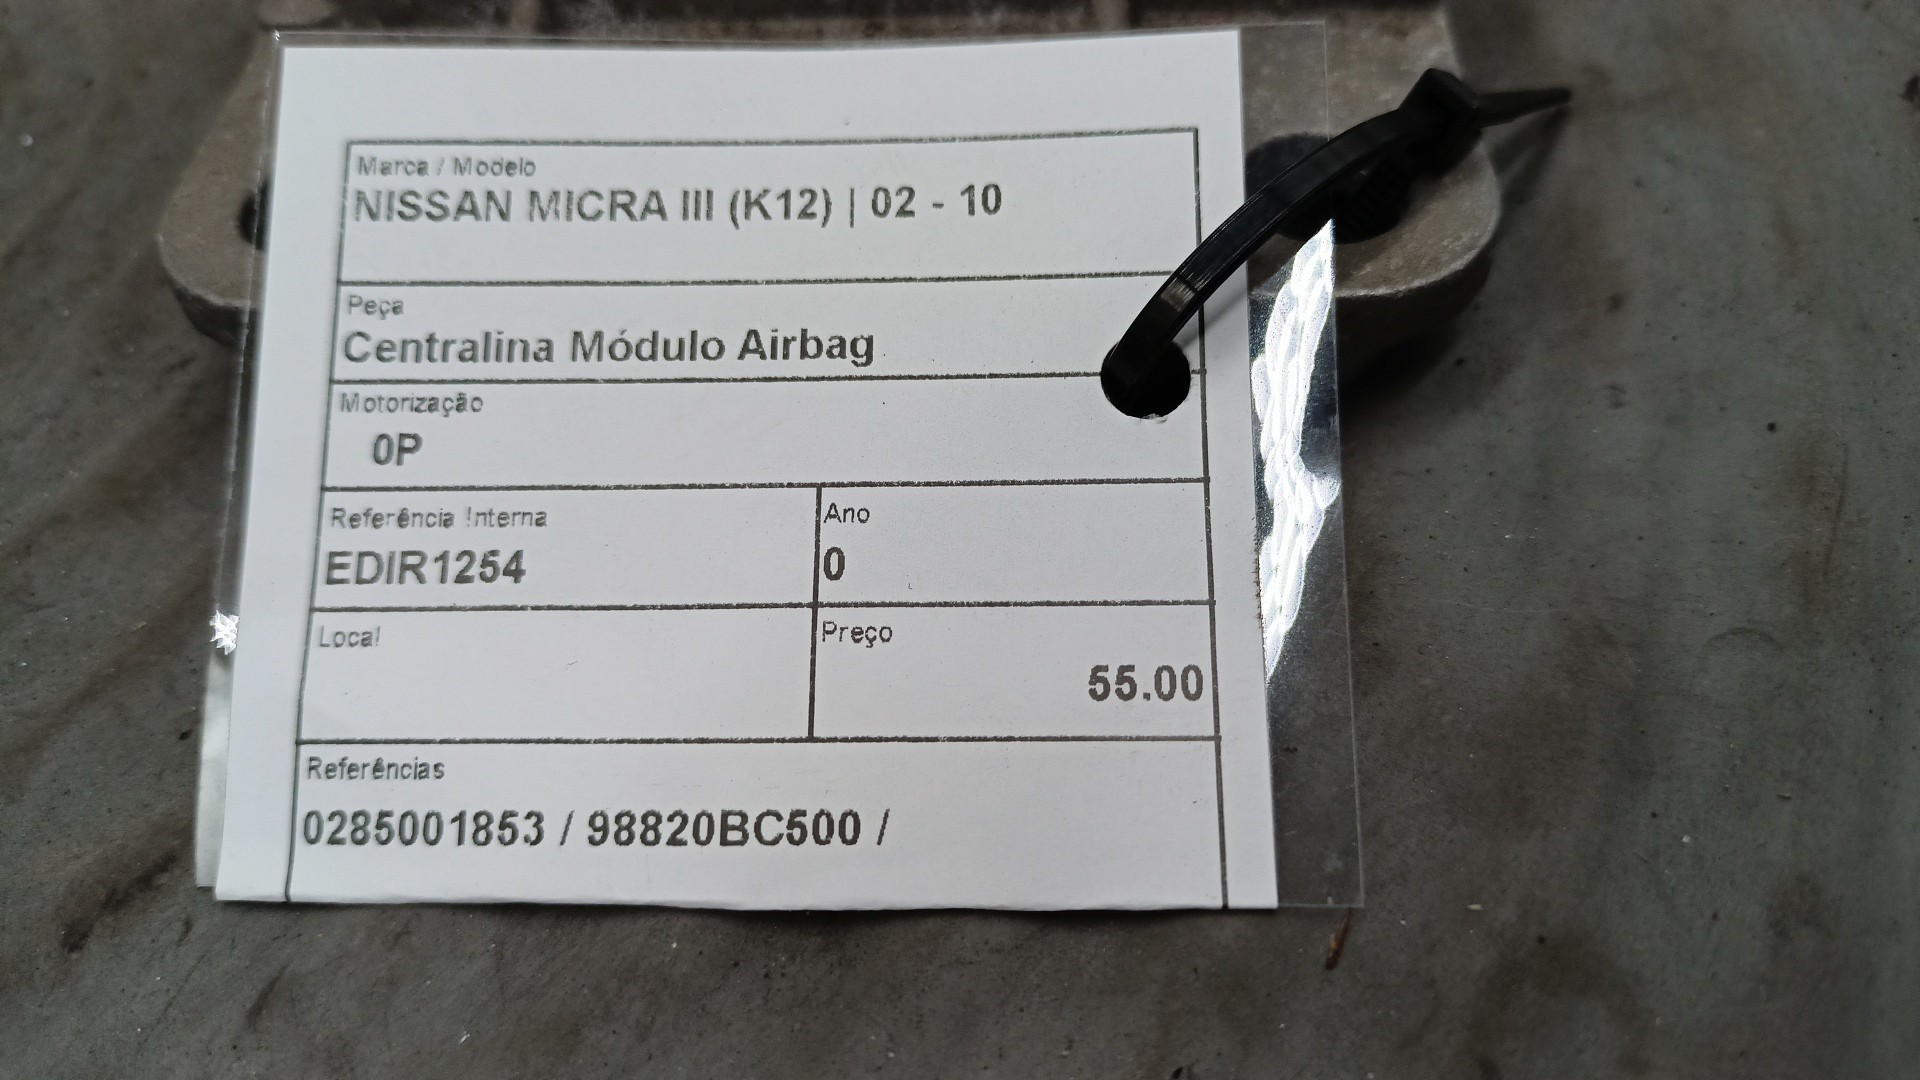 Marca / Modelo
NISSAN MICRA III (K12) | 02 - 10
Peça
Centralina Módulo Airbag
Motorização
0P
Referência Interna
EDIR1254
Ano
0
Local
Preço
55.00
Referências
0285001853 / 98820BC500 /